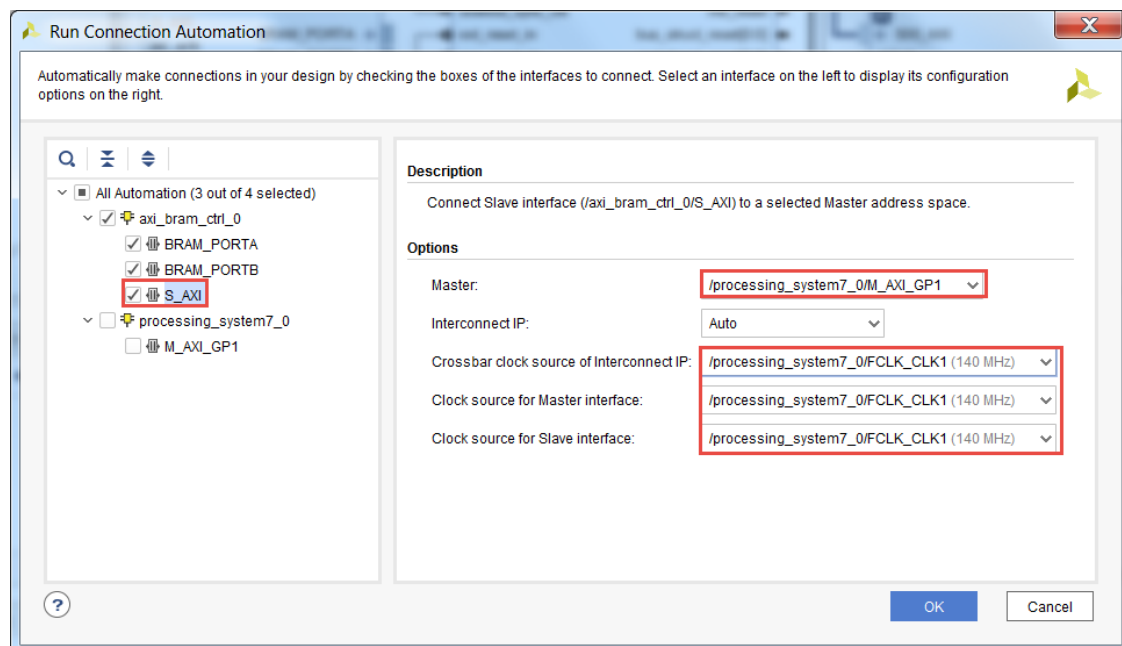 Run Connection Automation
Automatically make connections in your design by checking the boxes of the interfaces to connect. Select an interface on the left to display its configuration
options on the right.
All Automation (3 out of 4 selected)
axi_bram_ctrl_0
BRAM_PORTA
BRAM_PORTB
S_AXI
processing_system7_0
M_AXI_GP1
Description
Connect Slave interface (/axi_bram_ctrl_0/S_AXI) to a selected Master address space.
Options
Master: /processing_system7_0/M_AXI_GP1
Interconnect IP: Auto
Crossbar clock source of Interconnect IP: /processing_system7_0/FCLK_CLK1 (140 MHz)
Clock source for Master interface: /processing_system7_0/FCLK_CLK1 (140 MHz)
Clock source for Slave interface: /processing_system7_0/FCLK_CLK1 (140 MHz)
?
OK Cancel